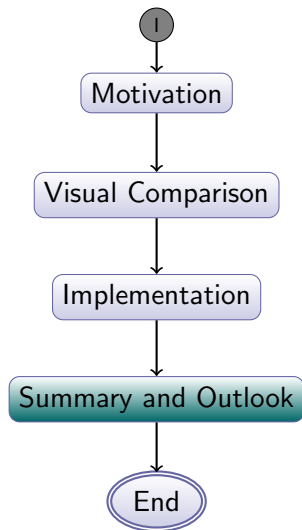 I
Motivation
Visual Comparison
Implementation
Summary and Outlook
End